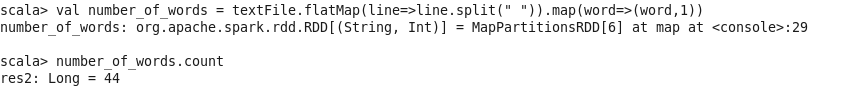 scala> val number_of_words = textFile.flatMap(line=>line.split(" ")).map(word=>(word,1))
number_of_words: org.apache.spark.rdd.RDD[(String, Int)] = MapPartitionsRDD[6] at map at <console>:29
scala> number_of_words.count
res2: Long = 44